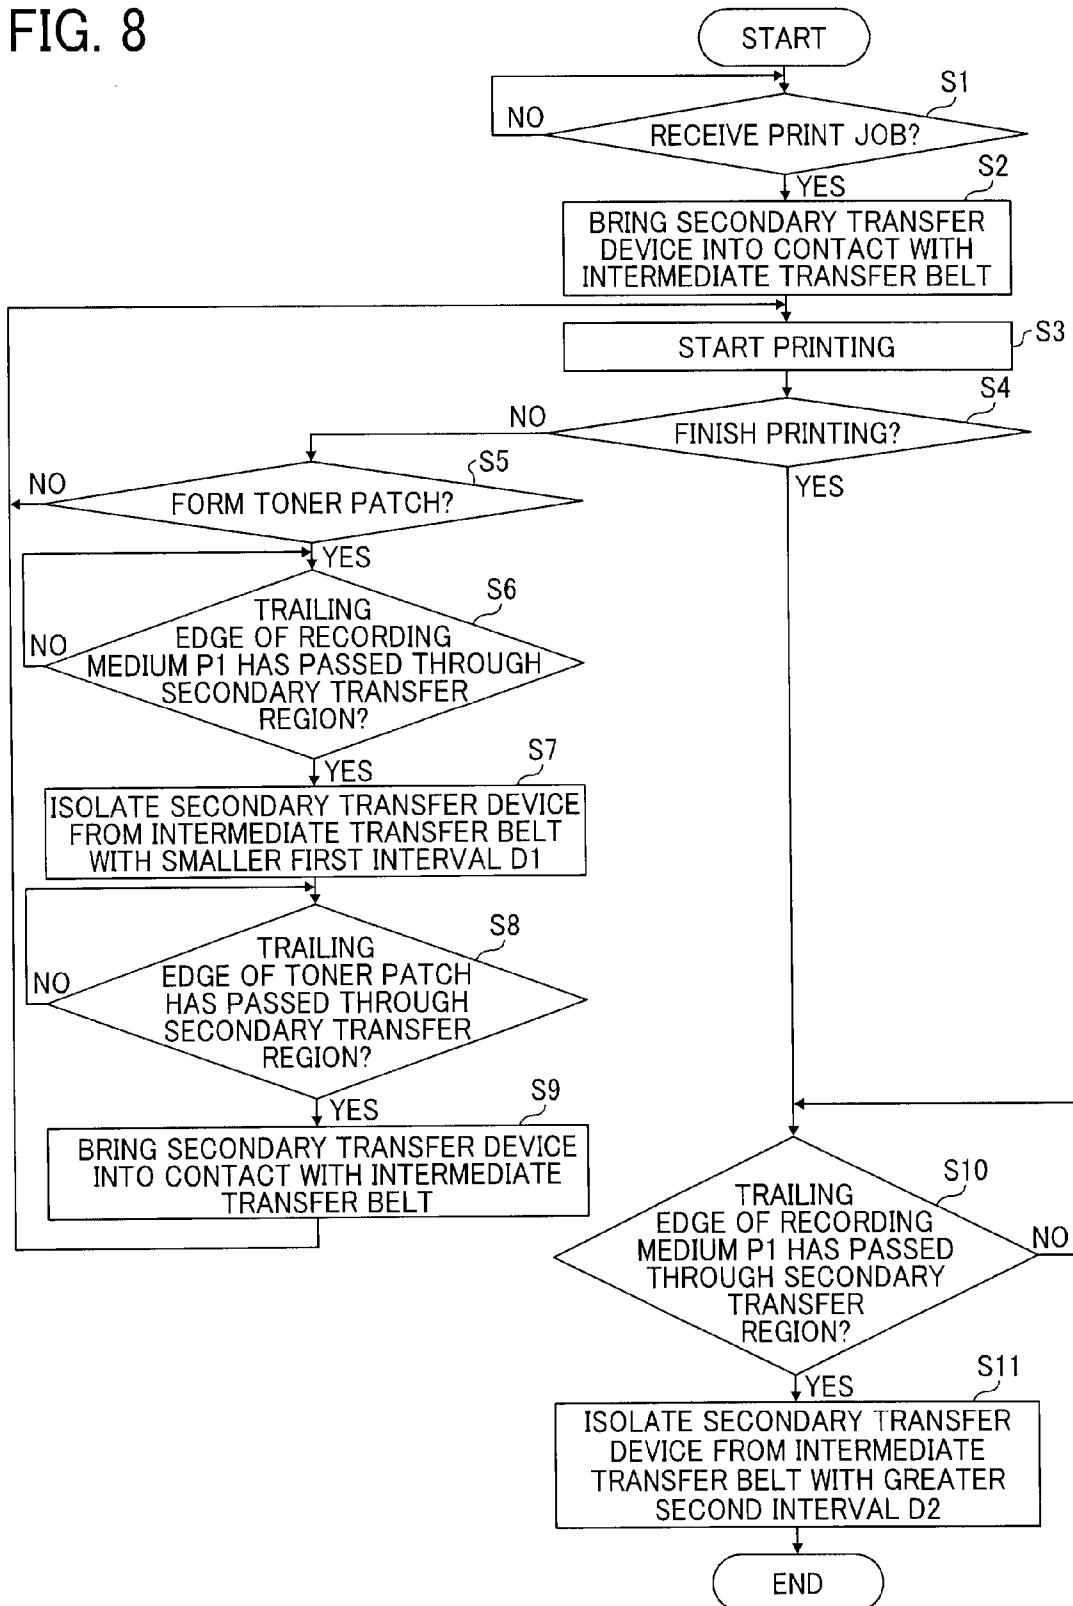 FIG. 8
START
S1
NO
RECEIVE PRINT JOB?
YES
S2
BRING SECONDARY TRANSFER
DEVICE INTO CONTACT WITH
INTERMEDIATE TRANSFER BELT
S3
START PRINTING
S4
NO
FINISH PRINTING?
YES
S5
NO
FORM TONER PATCH?
YES
S6
TRAILING
EDGE OF RECORDING
NO
MEDIUM P1 HAS PASSED THROUGH
SECONDARY TRANSFER
REGION?
YES
S7
ISOLATE SECONDARY TRANSFER DEVICE
FROM INTERMEDIATE TRANSFER BELT
WITH SMALLER FIRST INTERVAL D1
S8
TRAILING
EDGE OF TONER PATCH
NO
HAS PASSED THROUGH
SECONDARY TRANSFER
REGION?
YES
S9
BRING SECONDARY TRANSFER DEVICE
INTO CONTACT WITH INTERMEDIATE
TRANSFER BELT
S10
TRAILING
EDGE OF RECORDING
NO
MEDIUM P1 HAS PASSED
THROUGH SECONDARY
TRANSFER
REGION?
YES
S11
ISOLATE SECONDARY TRANSFER
DEVICE FROM INTERMEDIATE
TRANSFER BELT WITH GREATER
SECOND INTERVAL D2
END